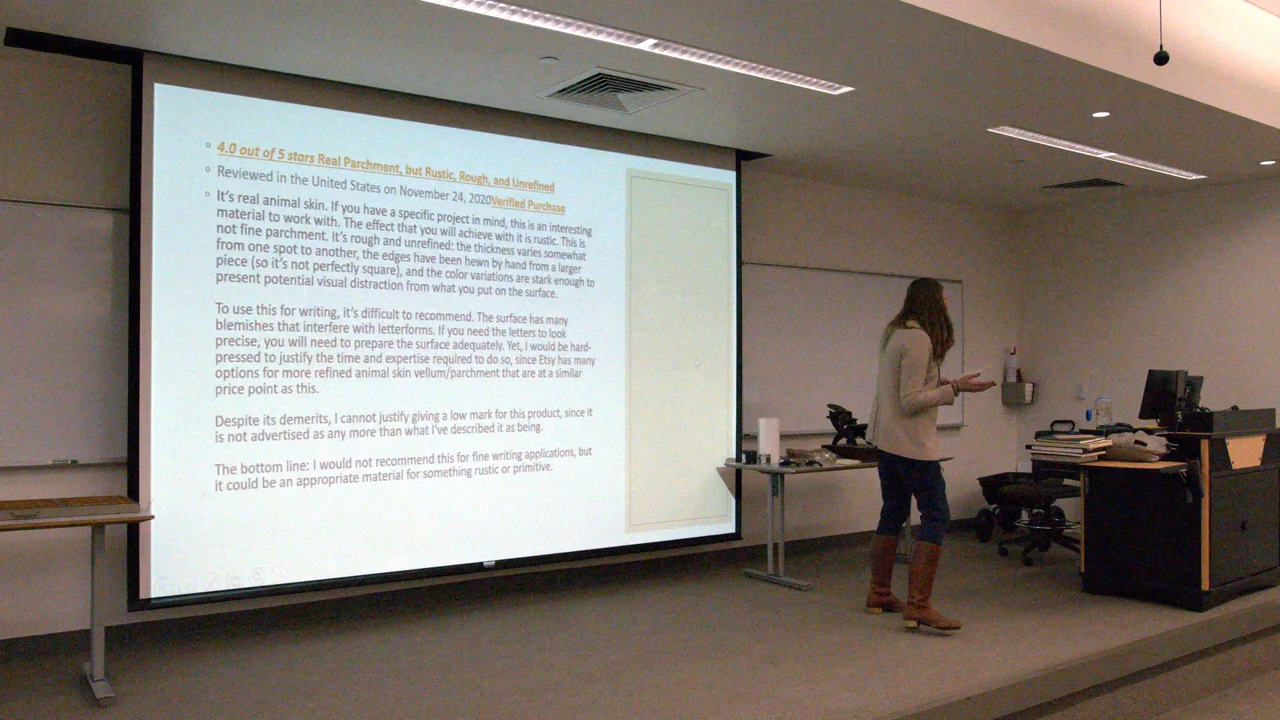 4.0 out of 5 stars Real Parchment, but Rustic, Rough, and Unrefined
Reviewed in the United States on November 24, 2020Verified Purchase
It's real animal skin. If you have a specific project in mind, this is an interesting
material to work with. The effect that you will achieve with it is rustic. This is
not fine parchment. It's rough and unrefined: the thickness varies somewhat
from one spot to another, the edges have been hewn by hand from a larger
piece (so it's not perfectly square), and the color variations are stark enough to
present potential visual distraction from what you put on the surface.
To use this for writing, it's difficult to recommend. The surface has many
blemishes that interfere with letterforms. If you need the letters to look
precise, you will need to prepare the surface adequately. Yet, I would be hard-
pressed to justify the time and expertise required to do so, since Etsy has many
options for more refined animal skin vellum/parchment that are at a similar
price point as this.
Despite its demerits, I cannot justify giving a low mark for this product, since it
is not advertised as any more than what I've described it as being.
The bottom line: I would not recommend this for fine writing applications, but
it could be an appropriate material for something rustic or primitive.